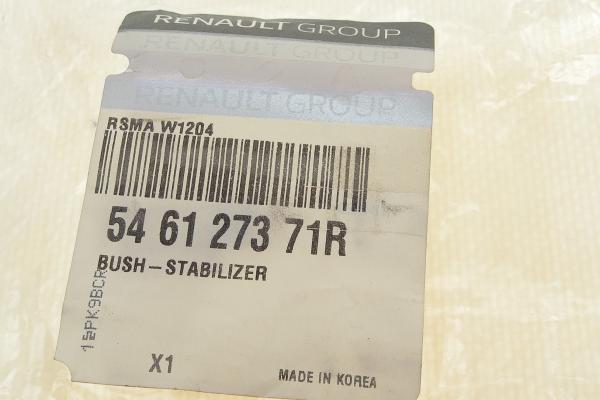 RENAULT GROUP
RENAULT GROUP
RENAULT GROUP
RSMA W1204
54 61 273 71R
BUSH-STABILIZER
X1
MADE IN KOREA